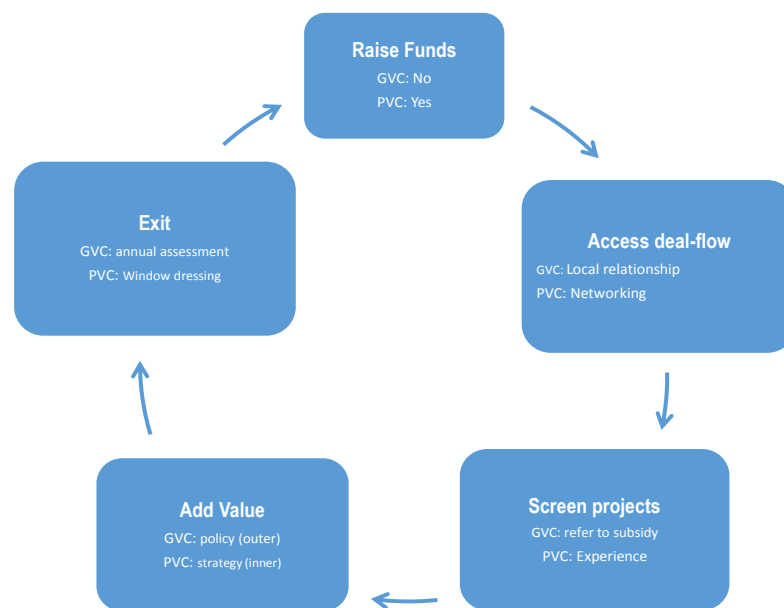 Raise Funds
GVC: No
PVC: Yes
Access deal-flow
GVC: Local relationship
PVC: Networking
Screen projects
GVC: refer to subsidy
PVC: Experience
Add Value
GVC: policy (outer)
PVC: strategy (inner)
Exit
GVC: annual assessment
PVC: Window dressing